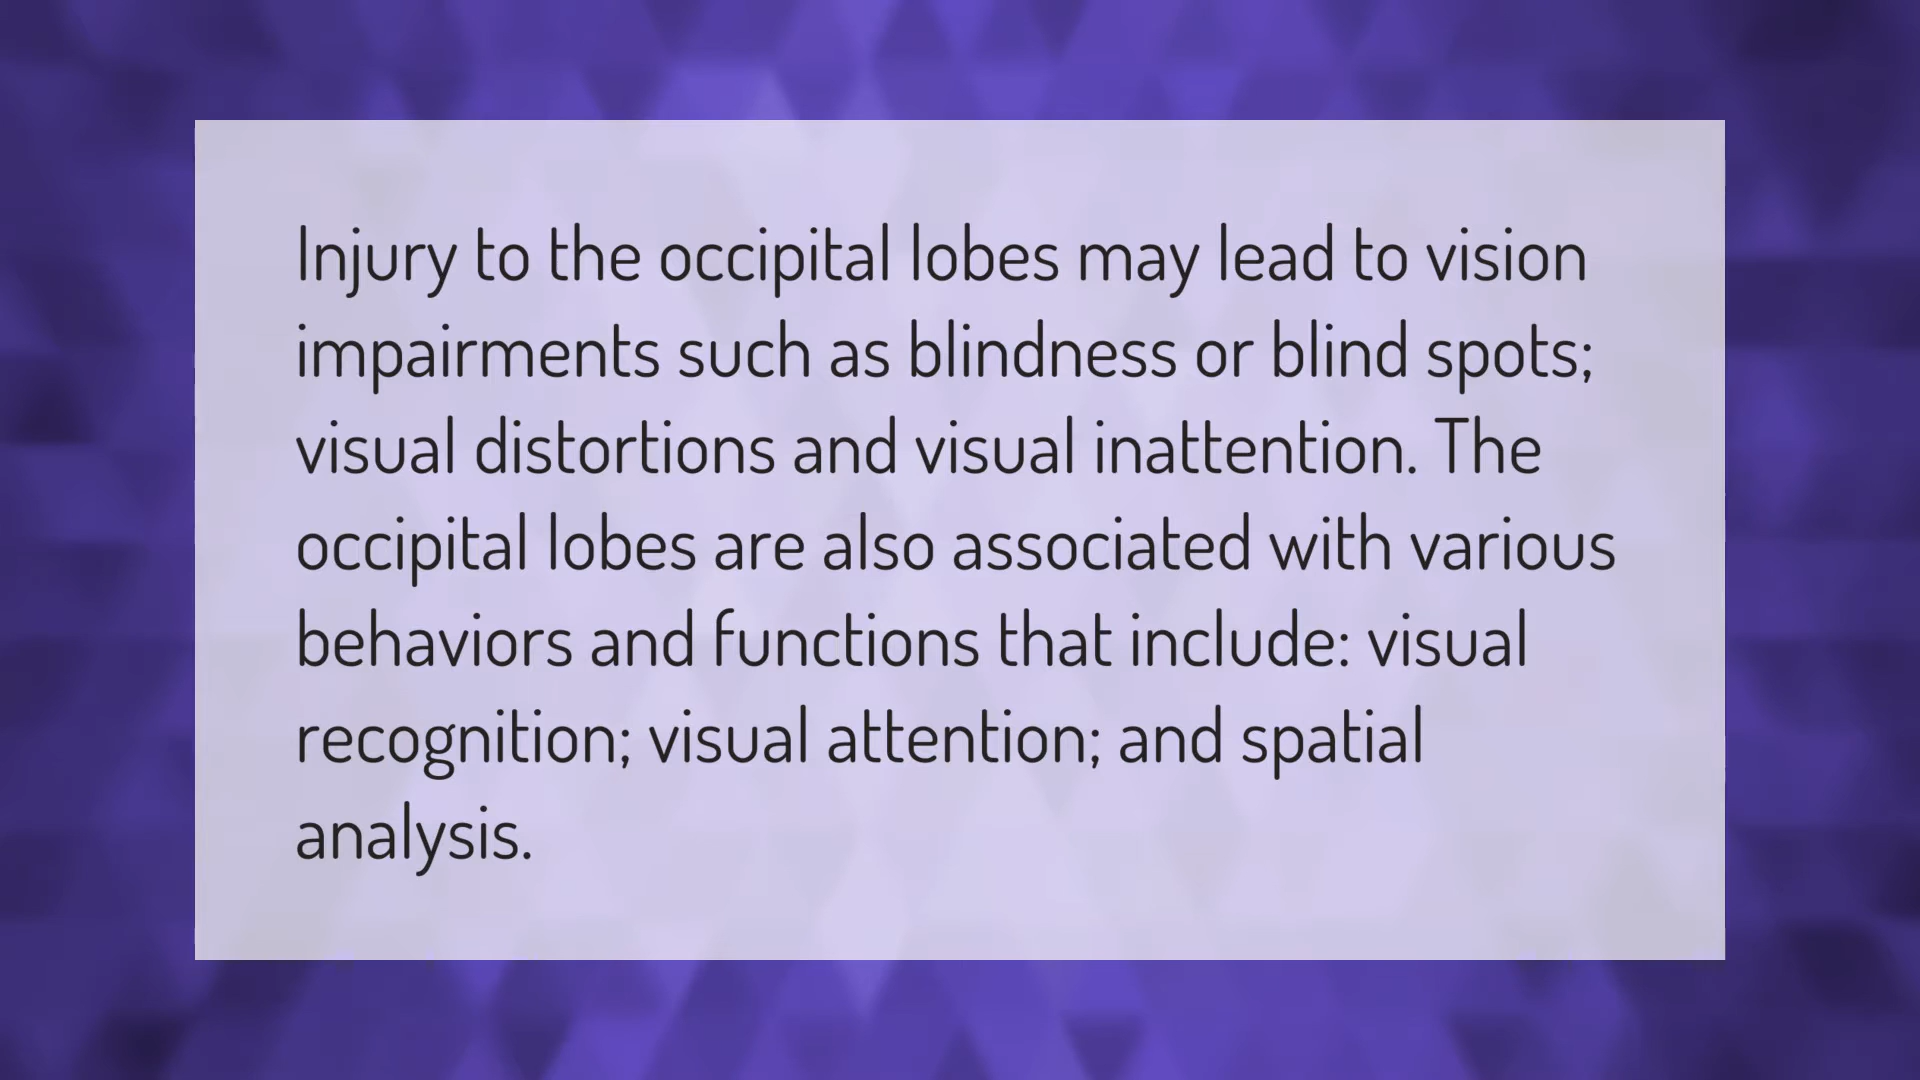 Injury to the occipital lobes may lead to vision
impairments such as blindness or blind spots;
visual distortions and visual inattention. The
occipital lobes are also associated with various
behaviors and functions that include: visual
recognition; visual attention; and spatial
analysis.